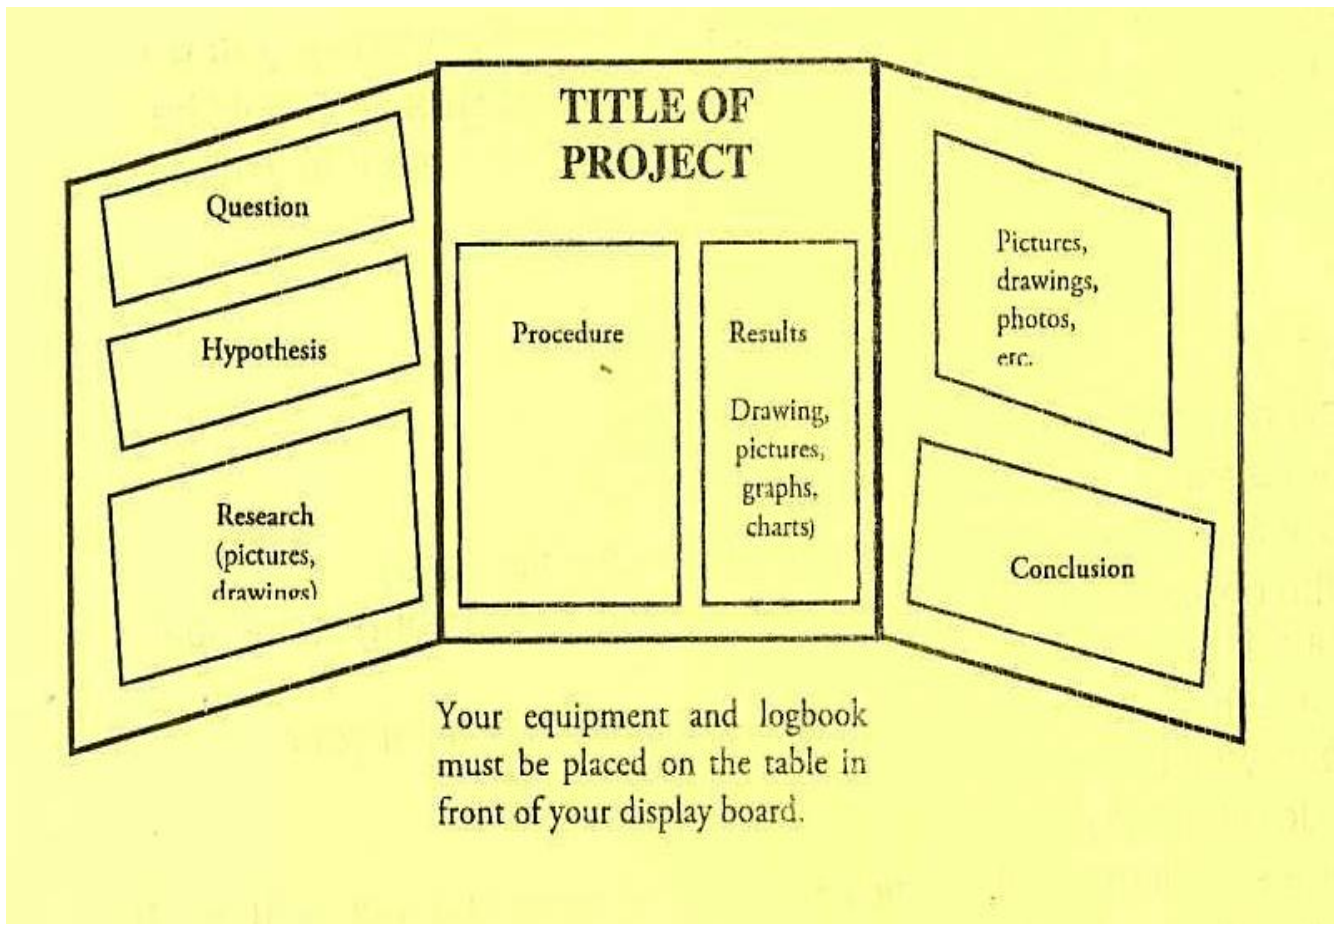 TITLE OF
PROJECT
Question
Hypothesis
Research
(pictures,
drawings)
Procedure
Results
Drawing,
pictures,
graphs,
charts)
Pictures,
drawings,
photos,
etc.
Conclusion
Your equipment and logbook
must be placed on the table in
front of your display board.